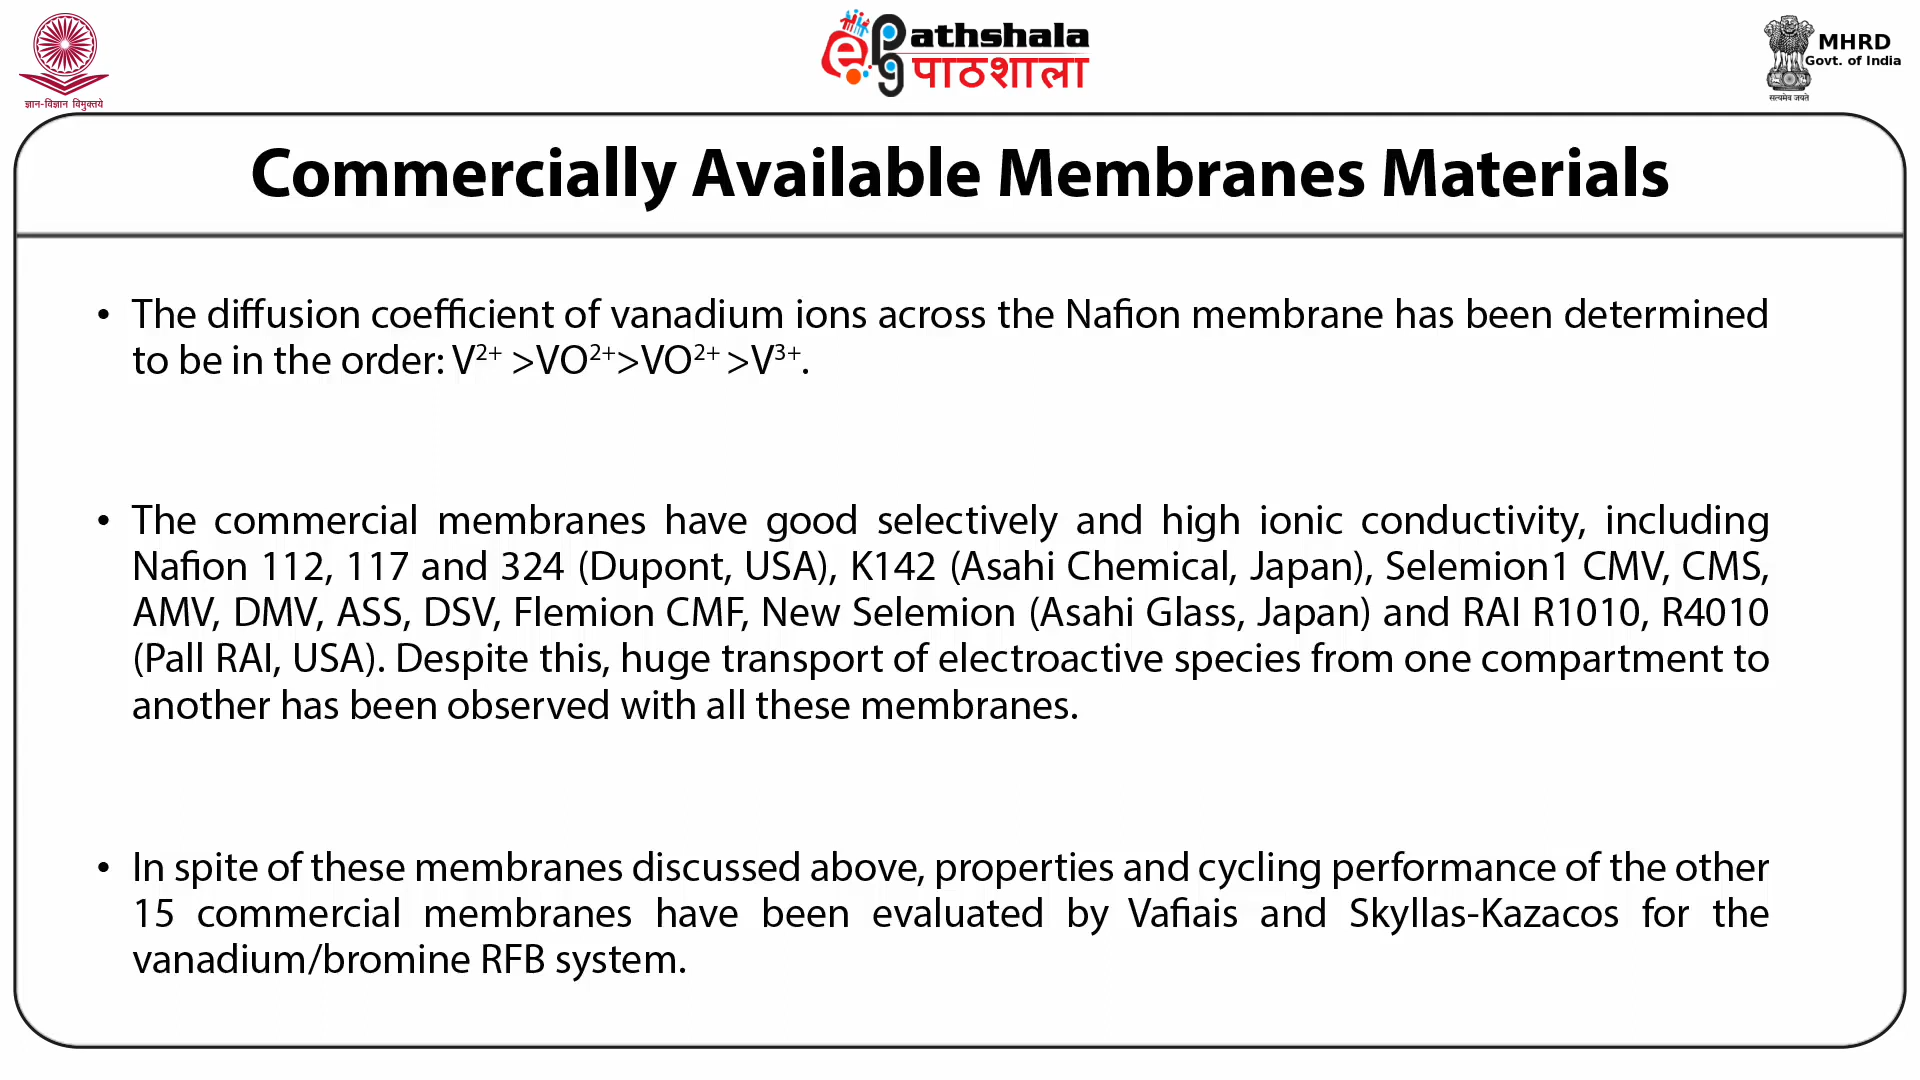 ज्ञान-विज्ञान विमुक्तये
e Pg Pathshala
पाठशाला
MHRD
Govt. of India
सत्यमेव जयते
Commercially Available Membranes Materials
• The diffusion coefficient of vanadium ions across the Nafion membrane has been determined
to be in the order: V²⁺ >VO²⁺>VO²⁺ >V³⁺.
• The commercial membranes have good selectively and high ionic conductivity, including
Nafion 112, 117 and 324 (Dupont, USA), K142 (Asahi Chemical, Japan), Selemion1 CMV, CMS,
AMV, DMV, ASS, DSV, Flemion CMF, New Selemion (Asahi Glass, Japan) and RAI R1010, R4010
(Pall RAI, USA). Despite this, huge transport of electroactive species from one compartment to
another has been observed with all these membranes.
• In spite of these membranes discussed above, properties and cycling performance of the other
15 commercial membranes have been evaluated by Vafiais and Skyllas-Kazacos for the
vanadium/bromine RFB system.